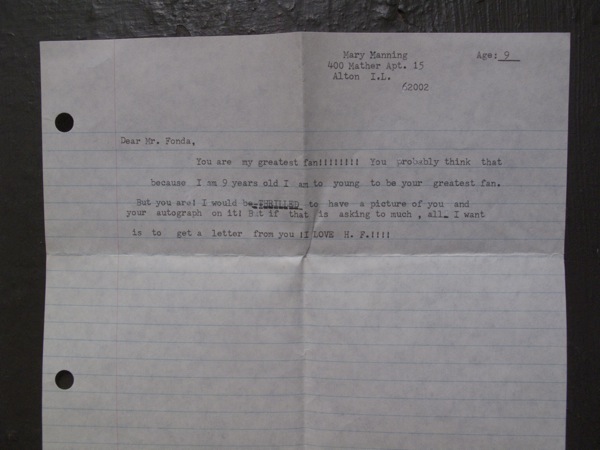 Mary Manning Age: 9
400 Mather Apt. 15
Alton I.L.
62002
Dear Mr. Fonda,
You are my greatest fan!!!!!!!! You probably think that
because I am 9 years old I am to young to be your greatest fan.
But you are! I would be THRILLED to have a picture of you and
your autograph on it! But if that is asking to much, all I want
is to get a letter from you !I LOVE H. F.!!!!